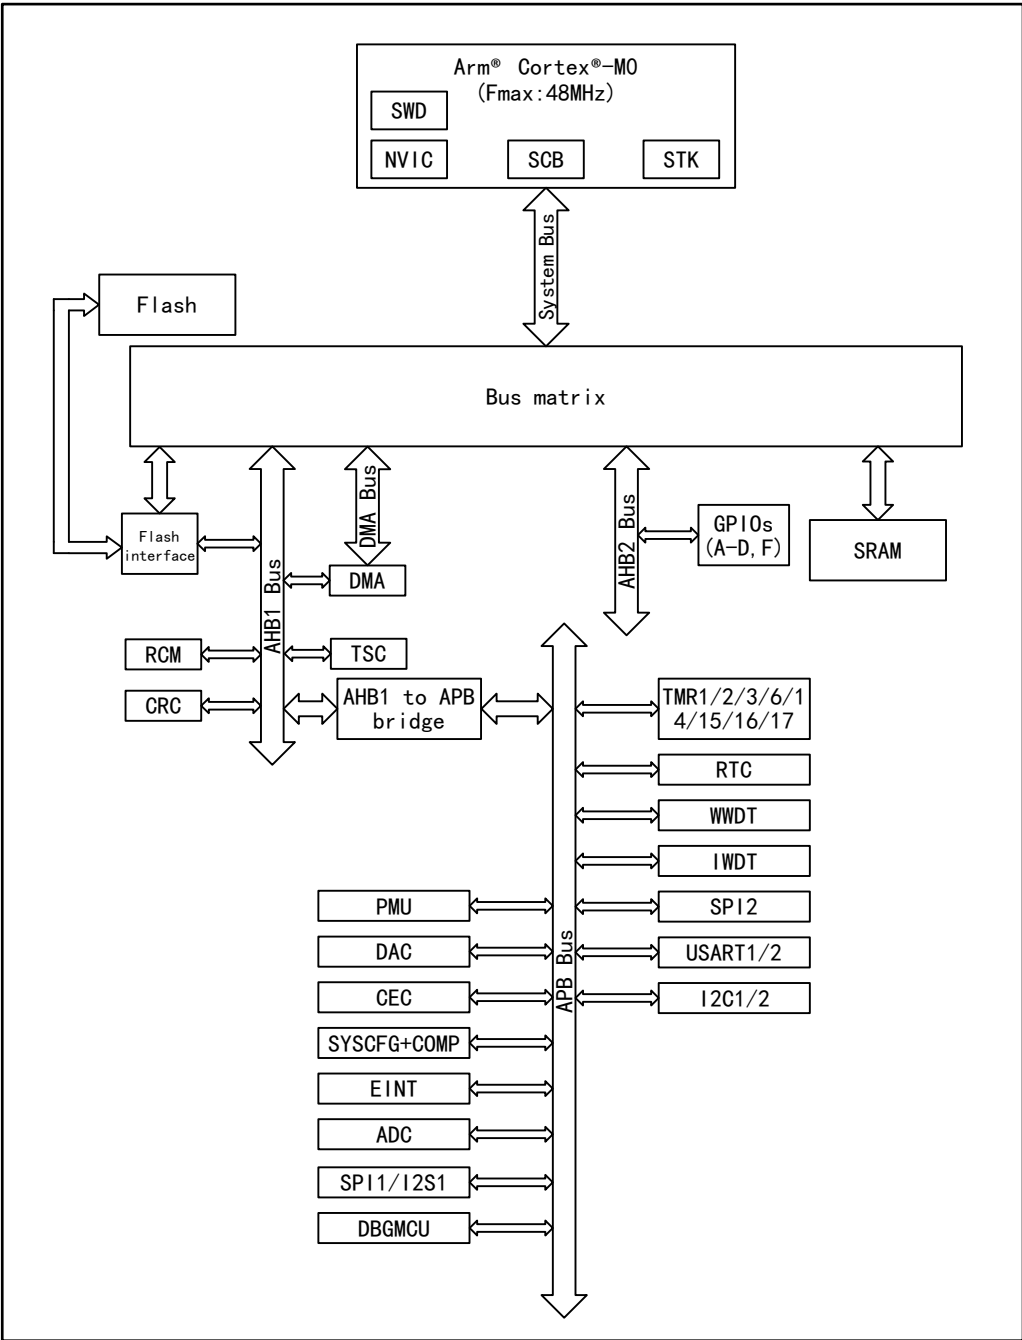 Arm® Cortex®-M0
(Fmax:48MHz)
SWD
NVIC
SCB
STK
System Bus
Flash
Bus matrix
Flash
interface
AHB1 Bus
DMA Bus
DMA
AHB2 Bus
GPIOs
(A-D,F)
SRAM
RCM
TSC
CRC
AHB1 to APB
bridge
TMR1/2/3/6/1
4/15/16/17
RTC
WWDT
IWDT
SPI2
USART1/2
I2C1/2
APB Bus
PMU
DAC
CEC
SYSCFG+COMP
EINT
ADC
SPI1/I2S1
DBGMCU